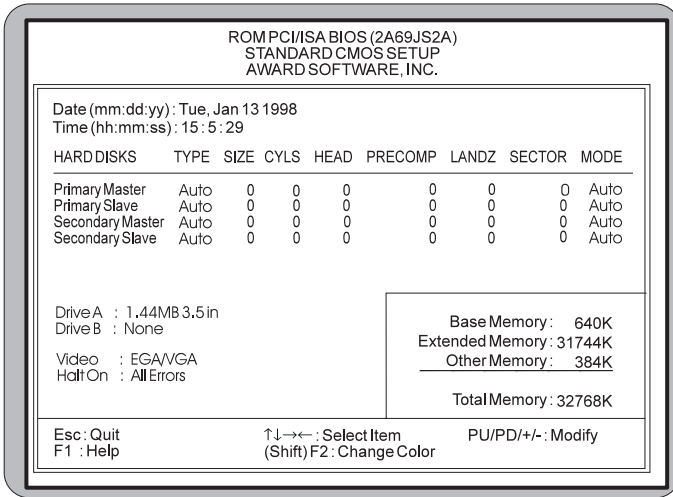 ROM PCI/ISA BIOS (2A69JS2A)
STANDARD CMOS SETUP
AWARD SOFTWARE, INC.
Date (mm:dd:yy) : Tue, Jan 13 1998
Time (hh:mm:ss) : 15 : 5 : 29
HARD DISKS TYPE SIZE CYLS HEAD PRECOMP LANDZ SECTOR MODE
Primary Master Auto 0 0 0 0 0 0 Auto
Primary Slave Auto 0 0 0 0 0 0 Auto
Secondary Master Auto 0 0 0 0 0 0 Auto
Secondary Slave Auto 0 0 0 0 0 0 Auto
Drive A : 1.44MB 3.5 in
Drive B : None
Video : EGA/VGA
Halt On : All Errors
Base Memory : 640K
Extended Memory : 31744K
Other Memory : 384K
Total Memory : 32768K
Esc : Quit ↑↓→← : Select Item PU/PD/+/- : Modify
F1 : Help (Shift) F2 : Change Color